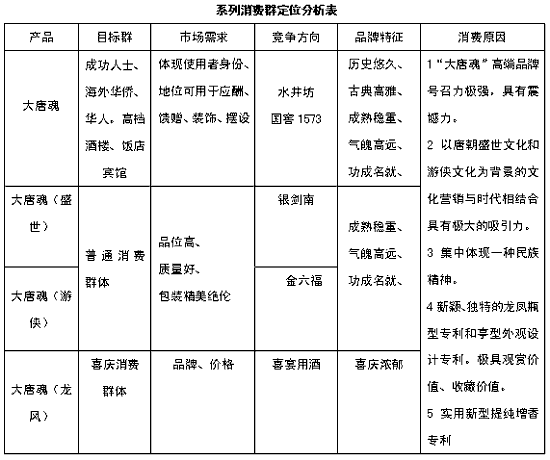 系列消费群定位分析表
产品
目标群
市场需求
竞争方向
品牌特征
消费原因
大唐魂
成功人士、
海外华侨、
华人。高档
酒楼、饭店
宾馆
体现使用者身份、
地位可用于应酬、
馈赠、装饰、摆设
水井坊
国窖1573
历史悠久、
古典高雅、
成熟稳重、
气魄高远、
功成名就、
1“大唐魂”高端品牌
号召力极强，具有震
撼力。
2 以唐朝盛世文化和
游侠文化为背景的文
化营销与时代相结合
具有极大的吸引力。
3 集中体现一种民族
精神。
4 新颖、独特的龙凤瓶
型专利和亭型外观设
计专利。极具观赏价
值、收藏价值。
5 实用新型提纯增香
专利
大唐魂（盛
世）
普通消费
群体
品位高、
质量好、
包装精美绝伦
银剑南
成熟稳重、
气魄高远、
功成名就、
大唐魂（游
侠）
金六福
大唐魂（龙
风）
喜庆消费
群体
品牌、价格
喜宴用酒
喜庆浓郁